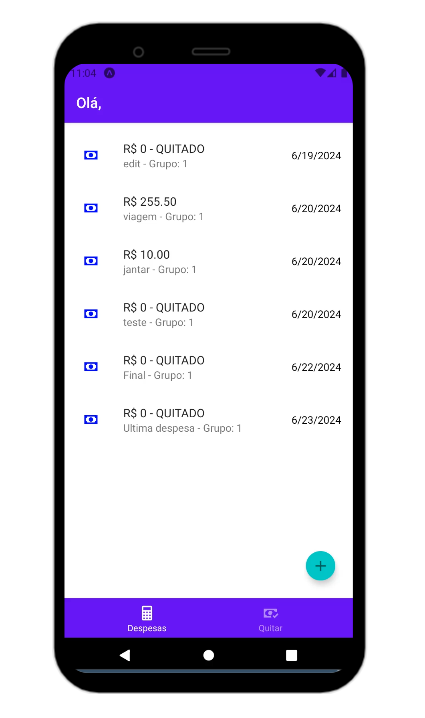 11:04
Olá,
R$ 0 - QUITADO
edit - Grupo: 1
6/19/2024
R$ 255.50
viagem - Grupo: 1
6/20/2024
R$ 10.00
jantar - Grupo: 1
6/20/2024
R$ 0 - QUITADO
teste - Grupo: 1
6/20/2024
R$ 0 - QUITADO
Final - Grupo: 1
6/22/2024
R$ 0 - QUITADO
Ultima despesa - Grupo: 1
6/23/2024
Despesas
Quitar